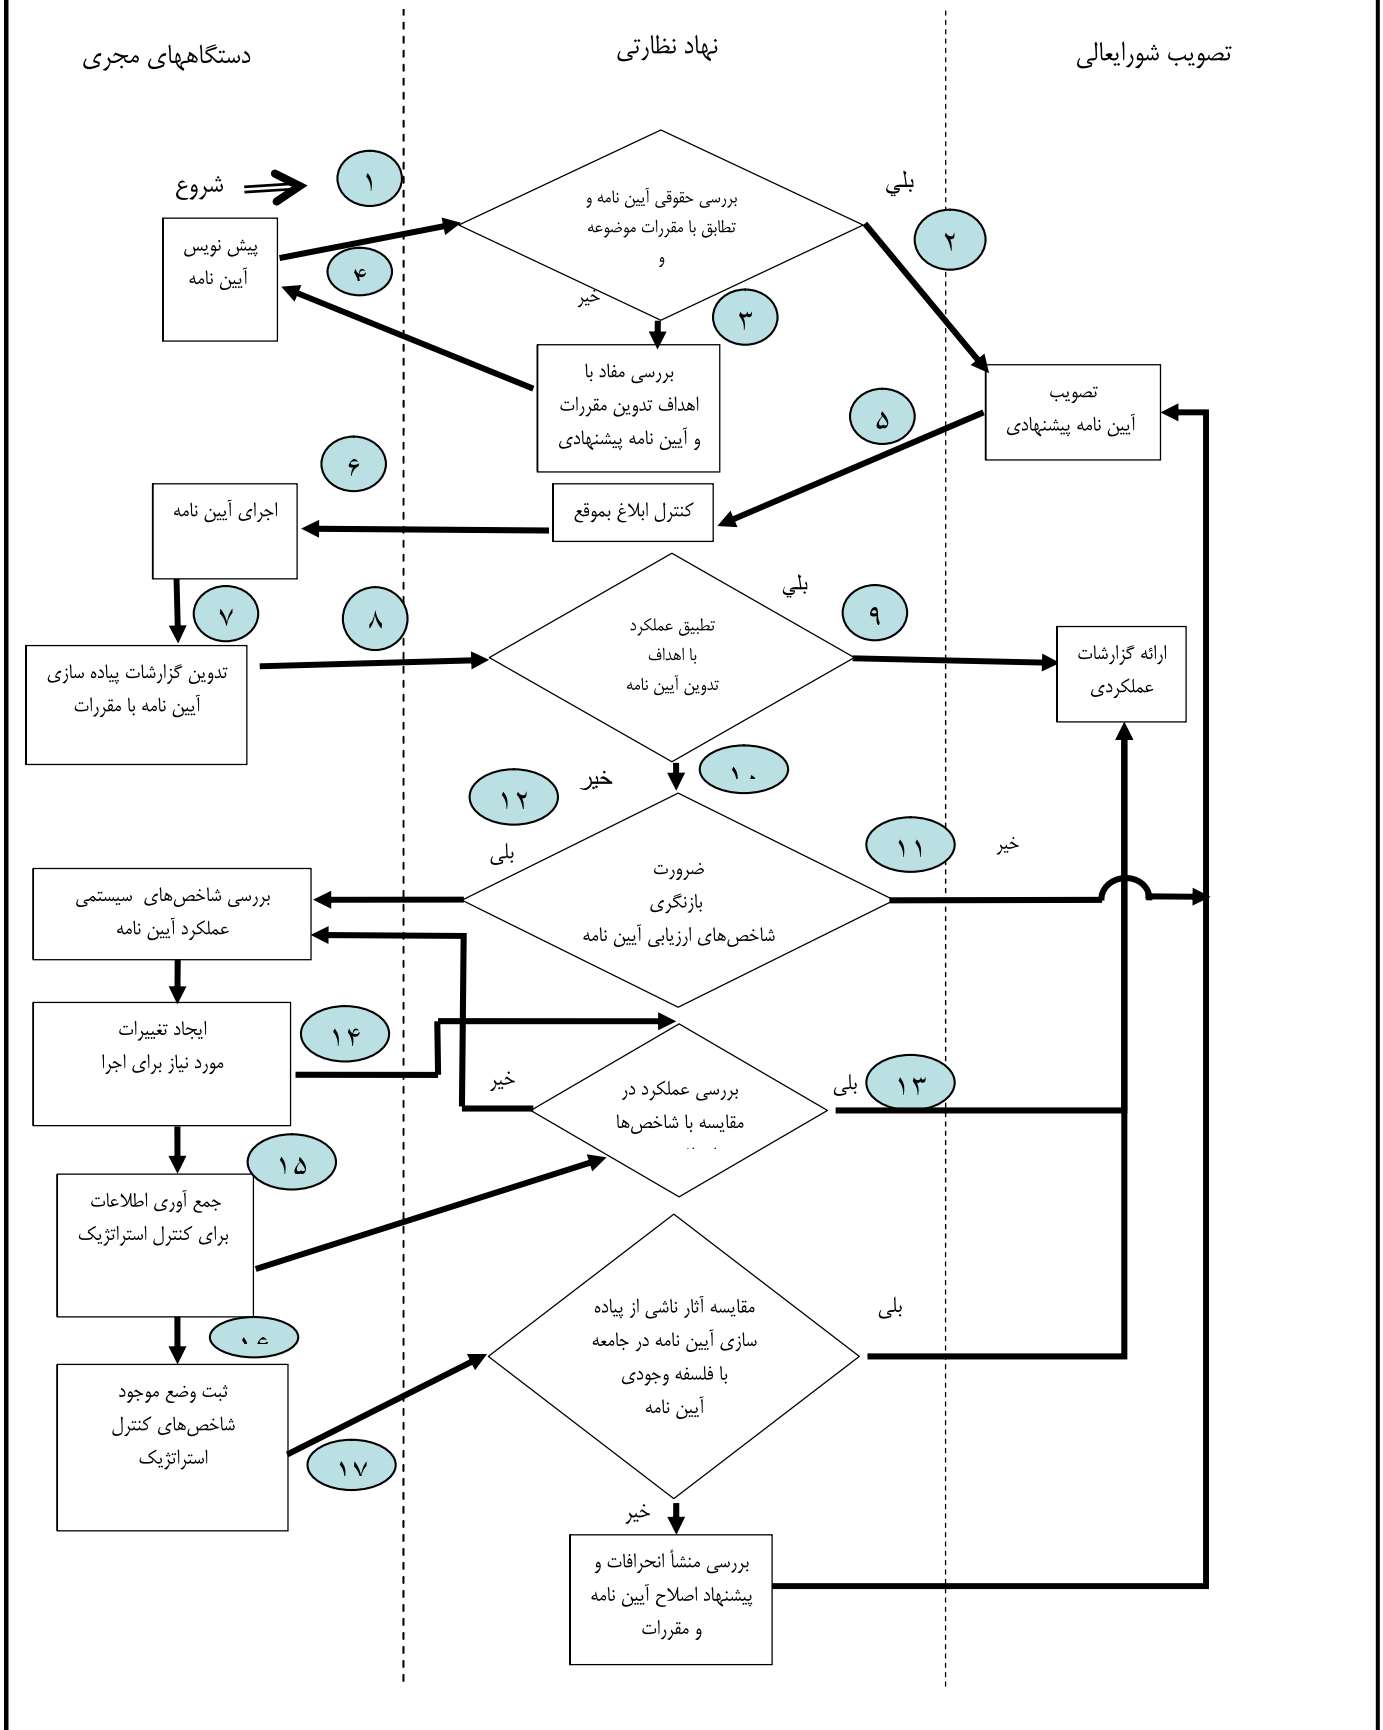 تصویب شورایعالی
نهاد نظارتی
دستگاههای مجری
شروع
۱
پیش نویس
آیین نامه
بررسی حقوقی آیین نامه و
تطابق با مقررات موضوعه
و
بلي
۲
۴
خیر
۳
بررسی مفاد با
اهداف تدوین مقررات
و آیین نامه پیشنهادی
تصویب
آیین نامه پیشنهادی
۵
کنترل ابلاغ بموقع
۶
اجرای آیین نامه
۷
۸
تدوین گزارشات پیاده سازی
آیین نامه با مقررات
تطبیق عملکرد
با اهداف
تدوین آیین نامه
بلي
۹
ارائه گزارشات
عملکردی
خیر
۱۰
۱۲
بلی
ضرورت
بازنگری
شاخص‌های ارزیابی آیین نامه
۱۱
خیر
بررسی شاخص‌های سیستمی
عملکرد آیین نامه
ایجاد تغییرات
مورد نیاز برای اجرا
۱۴
خیر
بررسی عملکرد در
مقایسه با شاخص‌ها
بلی
۱۳
۱۵
جمع آوری اطلاعات
برای کنترل استراتژیک
۱۶
ثبت وضع موجود
شاخص‌های کنترل
استراتژیک
۱۷
مقایسه آثار ناشی از پیاده
سازی آیین نامه در جامعه
با فلسفه وجودی
آیین نامه
بلی
خیر
بررسی منشأ انحرافات و
پیشنهاد اصلاح آیین نامه
و مقررات